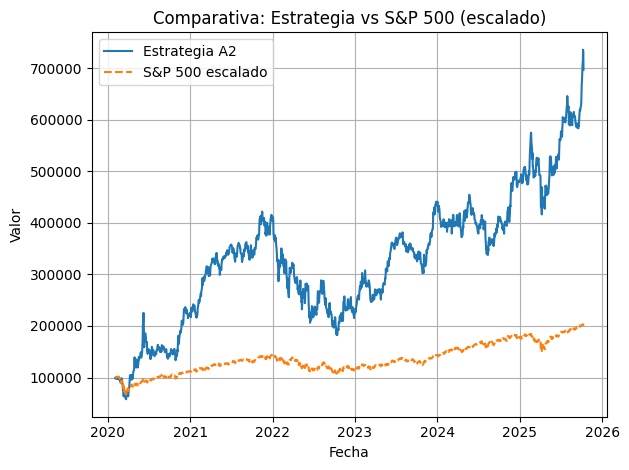 Comparativa: Estrategia vs S&P 500 (escalado)
Estrategia A2
S&P 500 escalado
700000
600000
500000
400000
300000
200000
100000
Valor
2020 2021 2022 2023 2024 2025 2026
Fecha